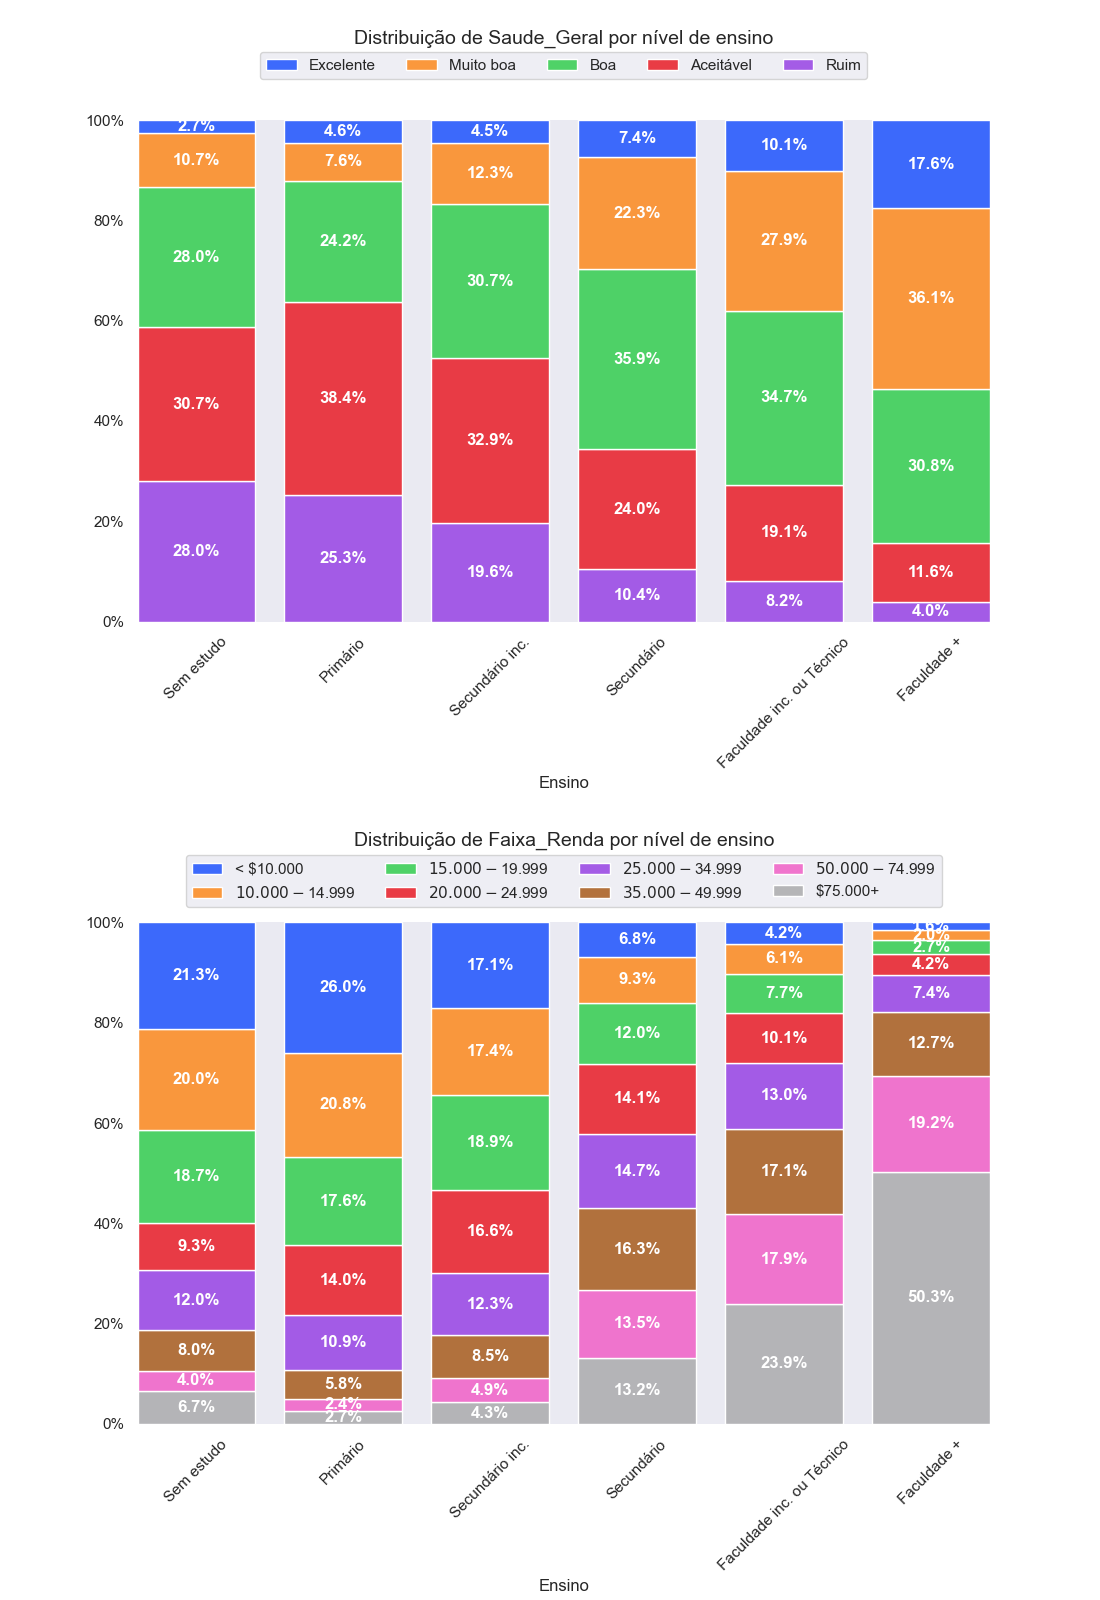 Distribuição de Saude_Geral por nível de ensino
Excelente Muito boa Boa Aceitável Ruim
100%
2.7% 4.6% 4.5% 7.4% 10.1% 17.6%
10.7% 7.6% 12.3% 22.3% 27.9% 36.1%
80%
28.0% 24.2% 30.7% 35.9% 34.7% 30.8%
60%
30.7% 38.4% 32.9% 24.0% 19.1% 11.6%
40%
28.0% 25.3% 19.6% 10.4% 8.2% 4.0%
20%
0%
Sem estudo Primário Secundário inc. Secundário Faculdade inc. ou Técnico Faculdade +
Ensino
Distribuição de Faixa_Renda por nível de ensino
< $10.000 15.000 − 19.999 25.000 − 34.999 50.000 − 74.999
10.000 − 14.999 20.000 − 24.999 35.000 − 49.999 $75.000+
100%
21.3% 26.0% 17.1% 6.8% 4.2% 1.6%
20.0% 20.8% 17.4% 9.3% 6.1% 2.0%
80%
18.7% 17.6% 18.9% 12.0% 7.7% 2.7%
9.3% 14.0% 16.6% 14.1% 10.1% 4.2%
60%
12.0% 10.9% 12.3% 14.7% 13.0% 7.4%
40%
8.0% 5.8% 8.5% 16.3% 17.1% 12.7%
20%
4.0% 2.4% 4.9% 13.5% 17.9% 19.2%
6.7% 2.7% 4.3% 13.2% 23.9% 50.3%
0%
Sem estudo Primário Secundário inc. Secundário Faculdade inc. ou Técnico Faculdade +
Ensino